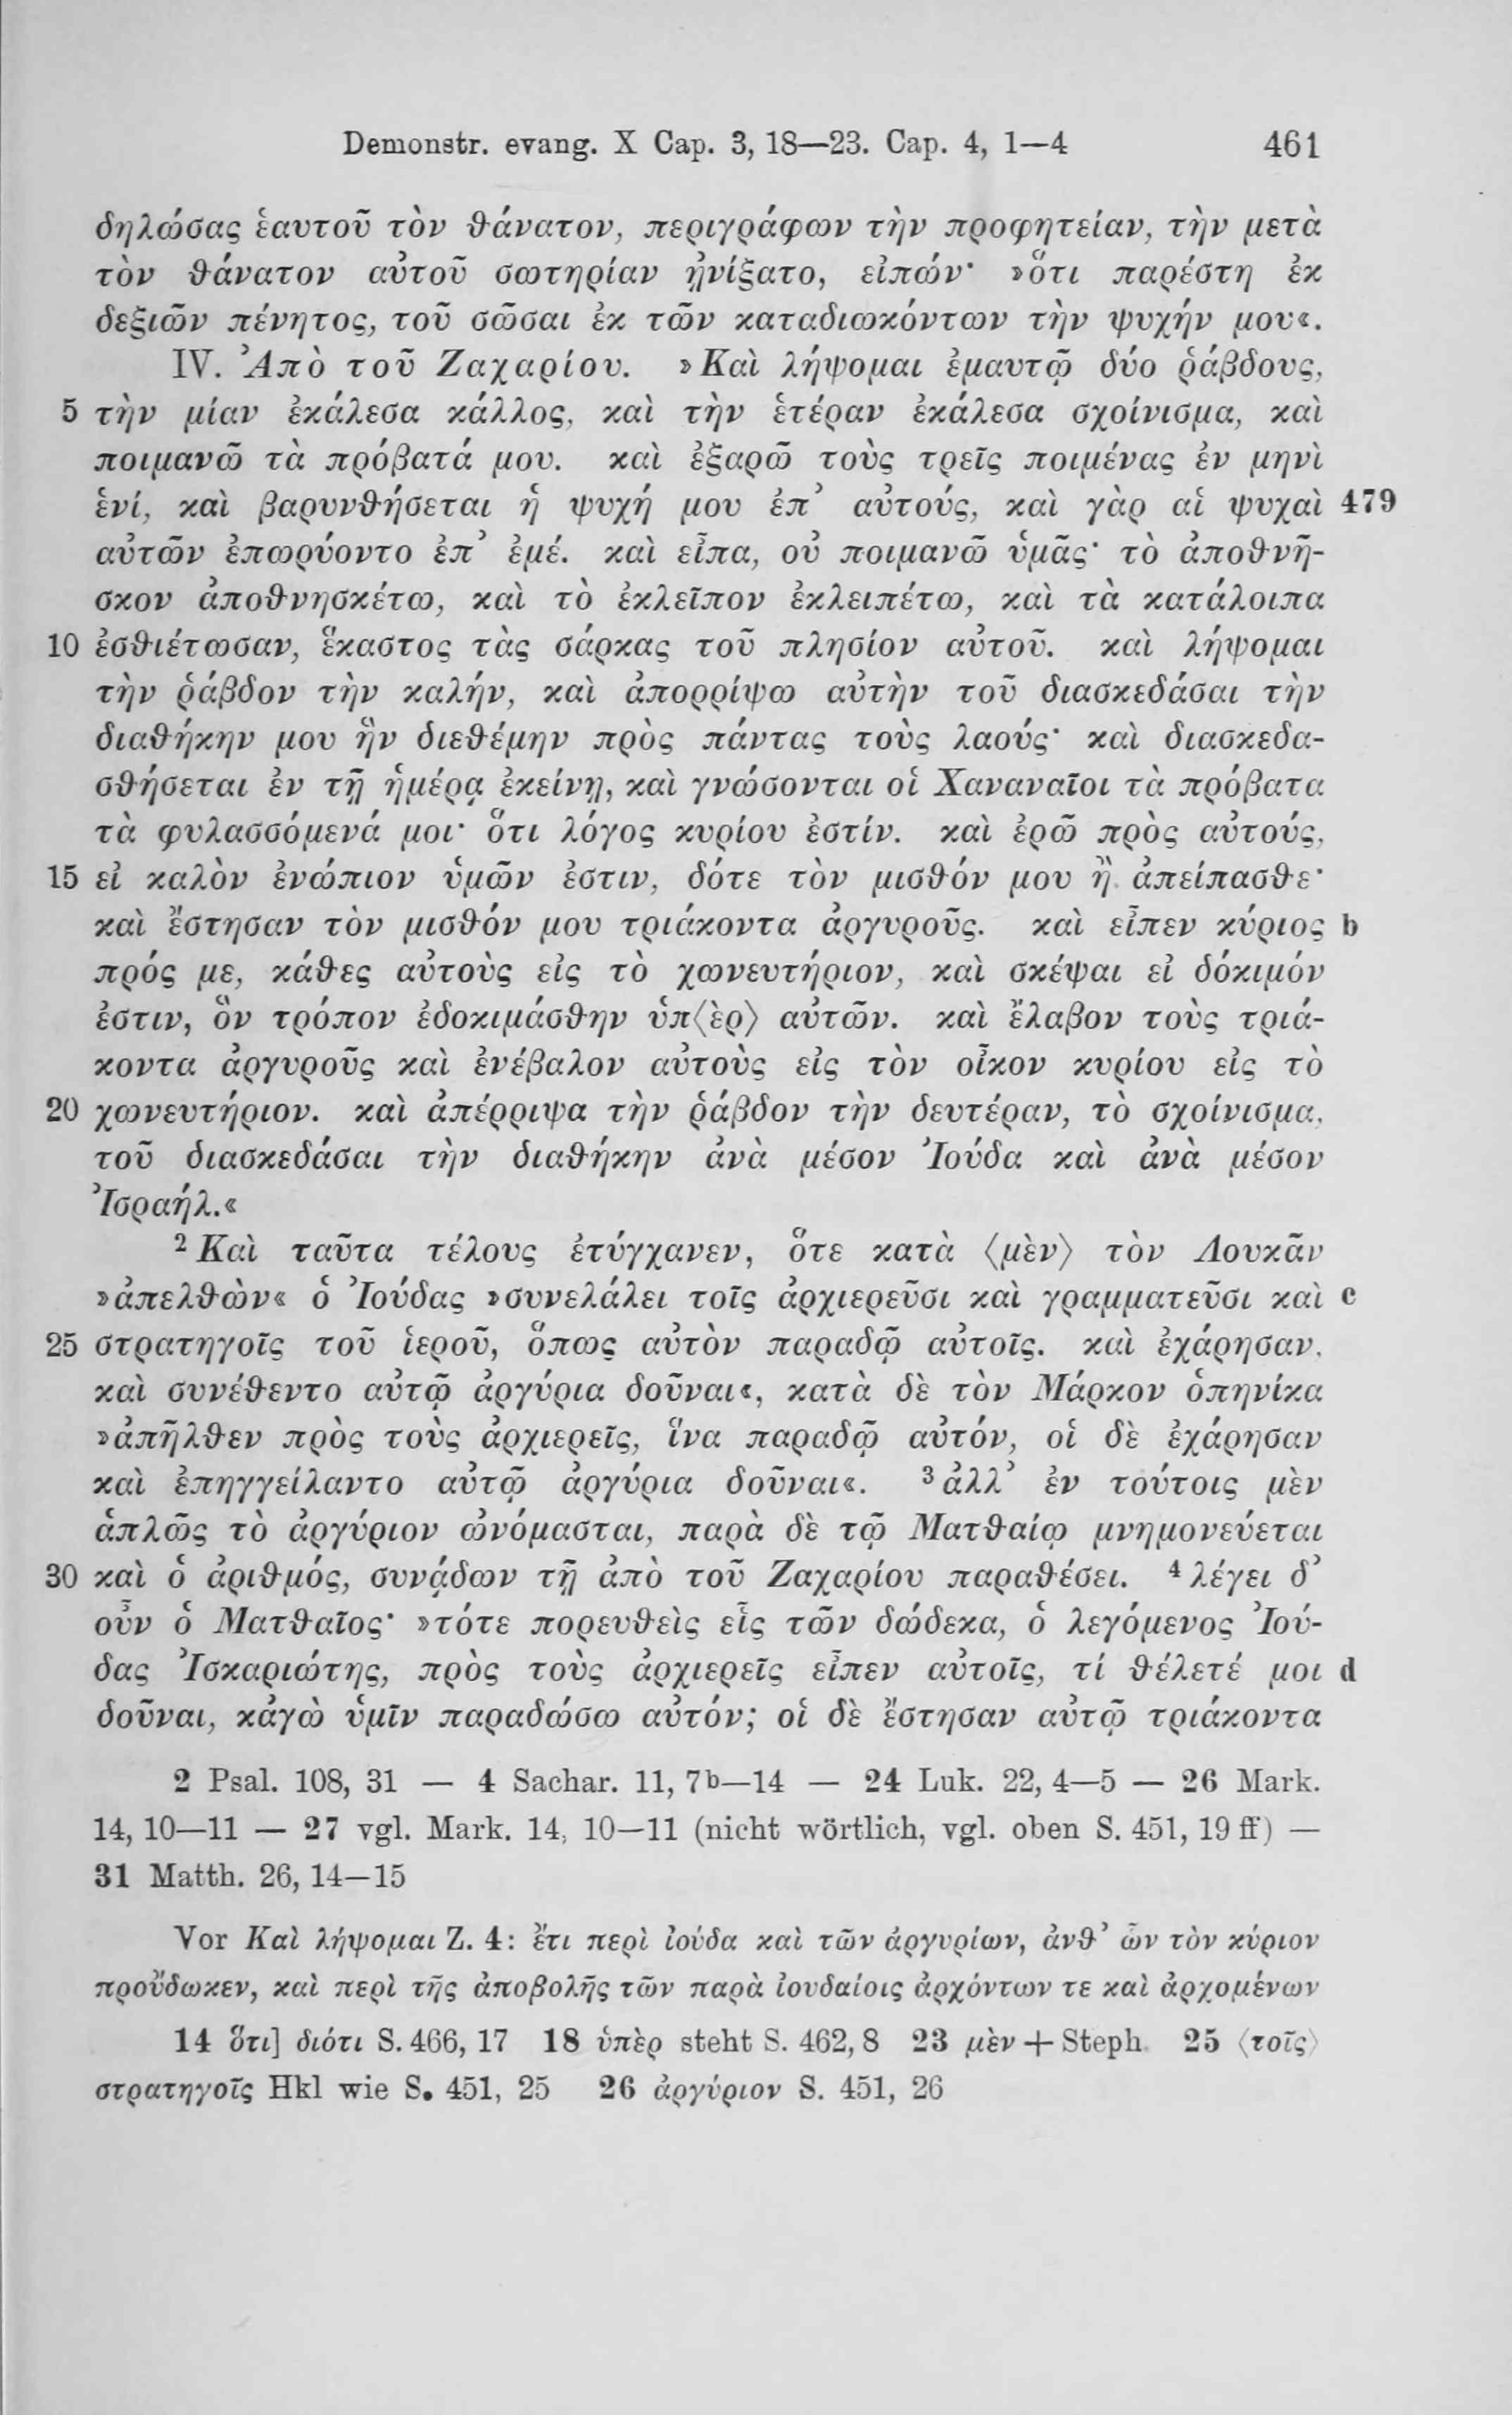 Demonstr. evang. X Cap. 3, 18—23. Cap. 4, 1—4 461
δηλώσας ἑαυτοῦ τὸν θάνατον, περιγράφων τὴν προφητείαν, τὴν μετὰ
τὸν θάνατον αὐτοῦ σωτηρίαν ᾐνίξατο, εἰπών· »ὅτι παρέστη ἐκ
δεξιῶν πένητος, τοῦ σῶσαι ἐκ τῶν καταδιωκόντων τὴν ψυχήν μου«.
IV. Ἀπὸ τοῦ Ζαχαρίου. »Καὶ λήψομαι ἐμαυτῷ δύο ῥάβδους,
5 τὴν μίαν ἐκάλεσα κάλλος, καὶ τὴν ἑτέραν ἐκάλεσα σχοίνισμα, καὶ
ποιμανῶ τὰ πρόβατά μου. καὶ ἐξαρῶ τοὺς τρεῖς ποιμένας ἐν μηνὶ
ἑνί, καὶ βαρυνθήσεται ἡ ψυχή μου ἐπ’ αὐτούς, καὶ γὰρ αἱ ψυχαὶ 479
αὐτῶν ἐπωρύοντο ἐπ’ ἐμέ. καὶ εἶπα, οὐ ποιμανῶ ὑμᾶς· τὸ ἀποθνῆ-
σκον ἀποθνησκέτω, καὶ τὸ ἐκλεῖπον ἐκλειπέτω, καὶ τὰ κατάλοιπα
10 ἐσθιέτωσαν, ἕκαστος τὰς σάρκας τοῦ πλησίον αὐτοῦ. καὶ λήψομαι
τὴν ῥάβδον τὴν καλήν, καὶ ἀπορρίψω αὐτὴν τοῦ διασκεδάσαι τὴν
διαθήκην μου ἣν διεθέμην πρὸς πάντας τοὺς λαούς· καὶ διασκεδα-
σθήσεται ἐν τῇ ἡμέρᾳ ἐκείνῃ, καὶ γνώσονται οἱ Χαναναῖοι τὰ πρόβατα
τὰ φυλασσόμενά μοι· ὅτι λόγος κυρίου ἐστίν. καὶ ἐρῶ πρὸς αὐτούς,
15 εἰ καλὸν ἐνώπιον ὑμῶν ἐστιν, δότε τὸν μισθόν μου ἢ ἀπείπασθε·
καὶ ἔστησαν τὸν μισθόν μου τριάκοντα ἀργυροῦς. καὶ εἶπεν κύριος b
πρός με, κάθες αὐτοὺς εἰς τὸ χωνευτήριον, καὶ σκέψαι εἰ δόκιμόν
ἐστιν, ὃν τρόπον ἐδοκιμάσθην ὑπ⟨ὲρ⟩ αὐτῶν. καὶ ἔλαβον τοὺς τριά-
κοντα ἀργυροῦς καὶ ἐνέβαλον αὐτοὺς εἰς τὸν οἶκον κυρίου εἰς τὸ
20 χωνευτήριον. καὶ ἀπέρριψα τὴν ῥάβδον τὴν δευτέραν, τὸ σχοίνισμα,
τοῦ διασκεδάσαι τὴν διαθήκην ἀνὰ μέσον Ἰούδα καὶ ἀνὰ μέσον
Ἰσραήλ.«
² Καὶ ταῦτα τέλους ἐτύγχανεν, ὅτε κατὰ ⟨μὲν⟩ τὸν Λουκᾶν
»ἀπελθὼν« ὁ Ἰούδας »συνελάλει τοῖς ἀρχιερεῦσι καὶ γραμματεῦσι καὶ c
25 στρατηγοῖς τοῦ ἱεροῦ, ὅπως αὐτὸν παραδῷ αὐτοῖς. καὶ ἐχάρησαν,
καὶ συνέθεντο αὐτῷ ἀργύρια δοῦναι«, κατὰ δὲ τὸν Μάρκον ὁπηνίκα
»ἀπῆλθεν πρὸς τοὺς ἀρχιερεῖς, ἵνα παραδῷ αὐτόν, οἱ δὲ ἐχάρησαν
καὶ ἐπηγγείλαντο αὐτῷ ἀργύρια δοῦναι«. ³ ἀλλ’ ἐν τούτοις μὲν
ἁπλῶς τὸ ἀργύριον ὠνόμασται, παρὰ δὲ τῷ Ματθαίῳ μνημονεύεται
30 καὶ ὁ ἀριθμός, συνᾴδων τῇ ἀπὸ τοῦ Ζαχαρίου παραθέσει. ⁴ λέγει δ’
οὖν ὁ Ματθαῖος· »τότε πορευθεὶς εἷς τῶν δώδεκα, ὁ λεγόμενος Ἰού-
δας Ἰσκαριώτης, πρὸς τοὺς ἀρχιερεῖς εἶπεν αὐτοῖς, τί θέλετέ μοι d
δοῦναι, κἀγὼ ὑμῖν παραδώσω αὐτόν; οἱ δὲ ἔστησαν αὐτῷ τριάκοντα
2 Psal. 108, 31 — 4 Sachar. 11, 7b—14 — 24 Luk. 22, 4—5 — 26 Mark.
14, 10—11 — 27 vgl. Mark. 14, 10—11 (nicht wörtlich, vgl. oben S. 451, 19 ff) —
31 Matth. 26, 14—15
Vor Καὶ λήψομαι Z. 4: ἔτι περὶ ἰούδα καὶ τῶν ἀργυρίων, ἀνθ’ ὧν τὸν κύριον
προὔδωκεν, καὶ περὶ τῆς ἀποβολῆς τῶν παρὰ ἰουδαίοις ἀρχόντων τε καὶ ἀρχομένων
14 ὅτι] διότι S. 466, 17 18 ὑπὲρ steht S. 462, 8 23 μὲν + Steph. 25 ⟨τοῖς⟩
στρατηγοῖς Hkl wie S. 451, 25 26 ἀργύριον S. 451, 26